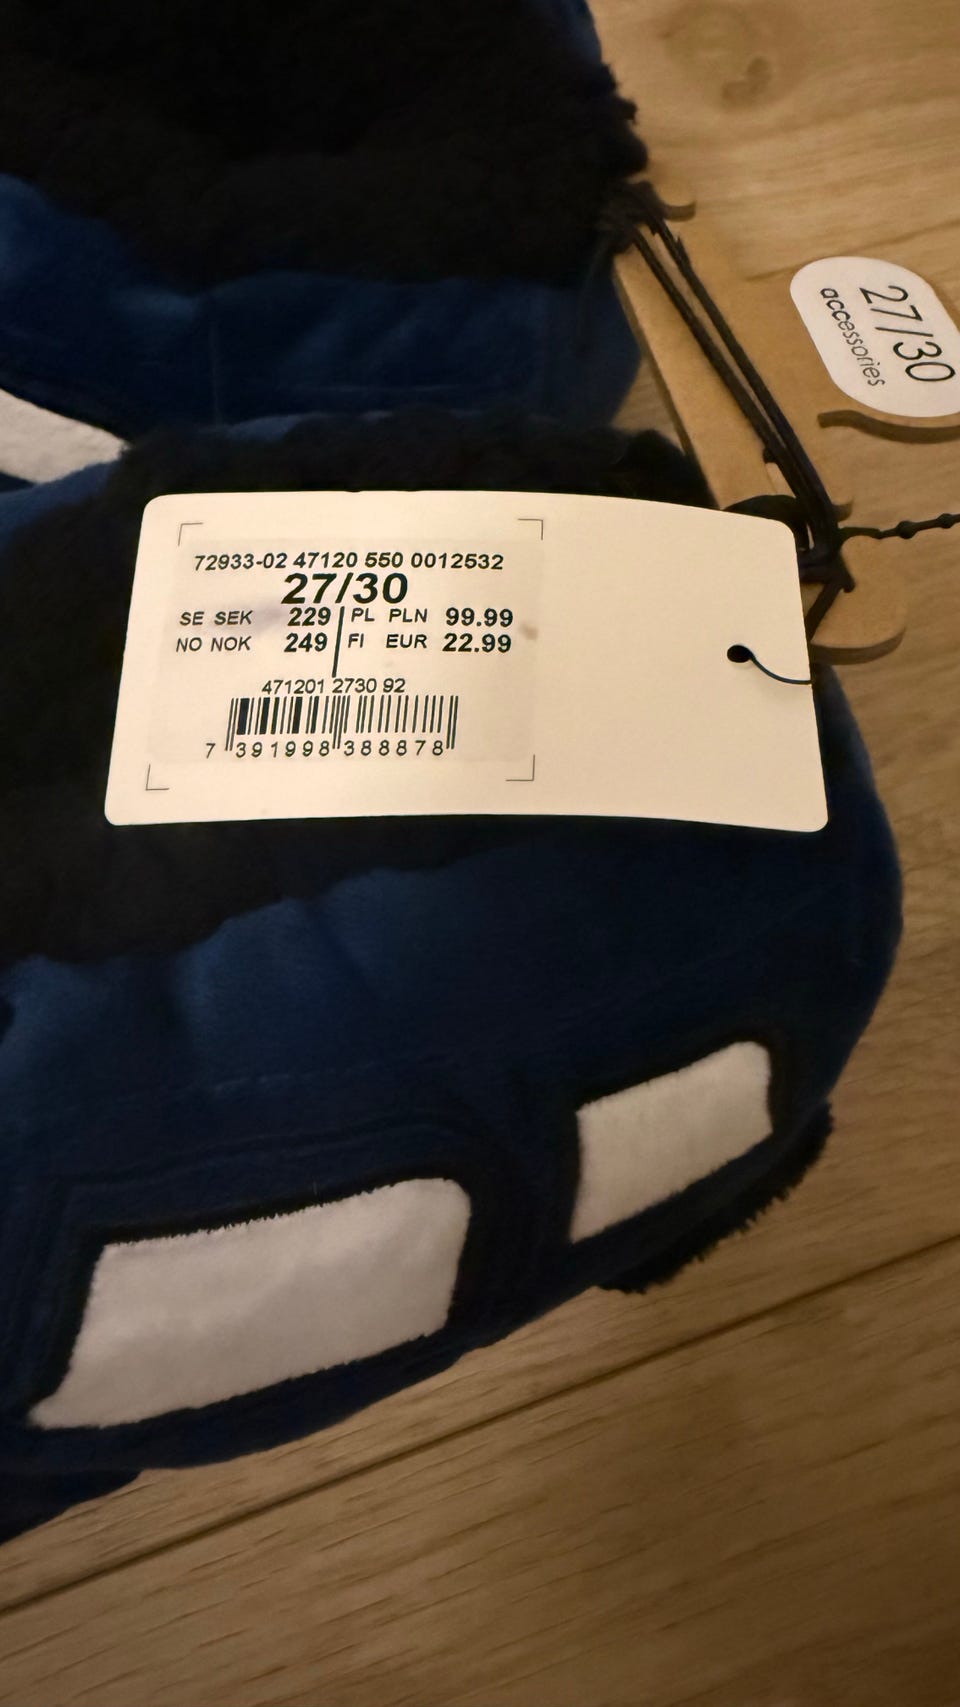 72933-02 47120 550 0012532
27/30
SE SEK 229 PL PLN 99.99
NO NOK 249 FI EUR 22.99
471201 2730 92
7 391998 388878
27/30
accessories